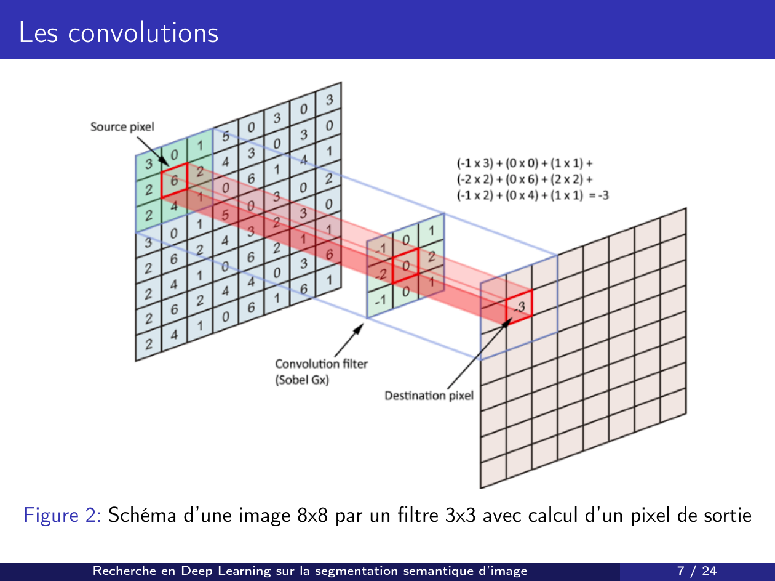 Les convolutions
Source pixel
3 0 1 5 0 3 0 3
2 6 2 4 3 0 3 0
2 4 1 0 6 1 4 1
3 0 1 5 0 3 0 2
2 6 2 4 3 2 3 0
2 4 1 0 6 2 1 1
2 6 2 4 4 0 3 6
2 4 1 0 6 1 6 1
(-1 x 3) + (0 x 0) + (1 x 1) +
(-2 x 2) + (0 x 6) + (2 x 2) +
(-1 x 2) + (0 x 4) + (1 x 1) = -3
-1 0 1
-2 0 2
-1 0 1
-3
Convolution filter
(Sobel Gx)
Destination pixel
Figure 2: Schéma d'une image 8x8 par un filtre 3x3 avec calcul d'un pixel de sortie
Recherche en Deep Learning sur la segmentation semantique d'image 7 / 24